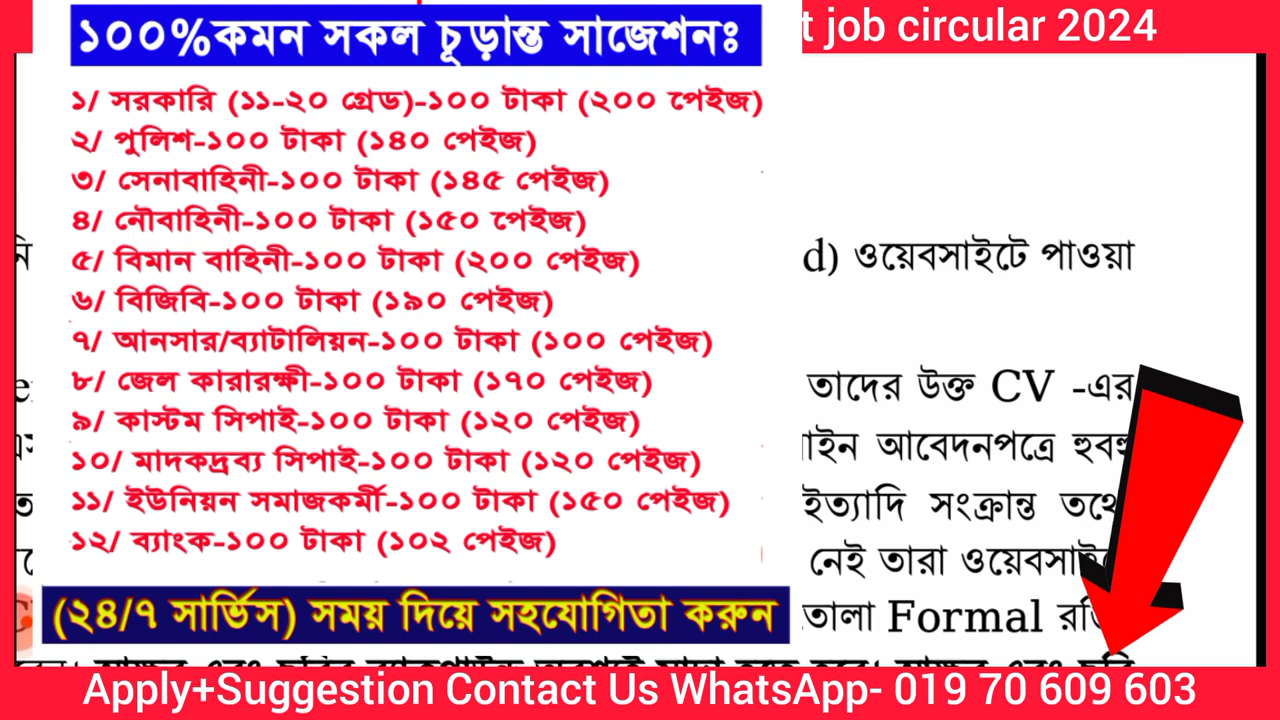 t job circular 2024
১০০%কমন সকল চূড়ান্ত সাজেশনঃ
১/ সরকারি (১১-২০ গ্রেড)-১০০ টাকা (২০০ পেইজ)
২/ পুলিশ-১০০ টাকা (১৪০ পেইজ)
৩/ সেনাবাহিনী-১০০ টাকা (১৪৫ পেইজ)
৪/ নৌবাহিনী-১০০ টাকা (১৫০ পেইজ)
৫/ বিমান বাহিনী-১০০ টাকা (২০০ পেইজ)
৬/ বিজিবি-১০০ টাকা (১৯০ পেইজ)
৭/ আনসার/ব্যাটালিয়ন-১০০ টাকা (১০০ পেইজ)
৮/ জেল কারারক্ষী-১০০ টাকা (১৭০ পেইজ)
৯/ কাস্টম সিপাই-১০০ টাকা (১২০ পেইজ)
১০/ মাদকদ্রব্য সিপাই-১০০ টাকা (১২০ পেইজ)
১১/ ইউনিয়ন সমাজকর্মী-১০০ টাকা (১৫০ পেইজ)
১২/ ব্যাংক-১০০ টাকা (১০২ পেইজ)
(২৪/৭ সার্ভিস) সময় দিয়ে সহযোগিতা করুন
d) ওয়েবসাইটে পাওয়া
তাদের উক্ত CV -এর
আবেদনপত্রে হুবহু
ইত্যাদি সংক্রান্ত
নেই তারা
তোলা Formal
Apply+Suggestion Contact Us WhatsApp- 019 70 609 603